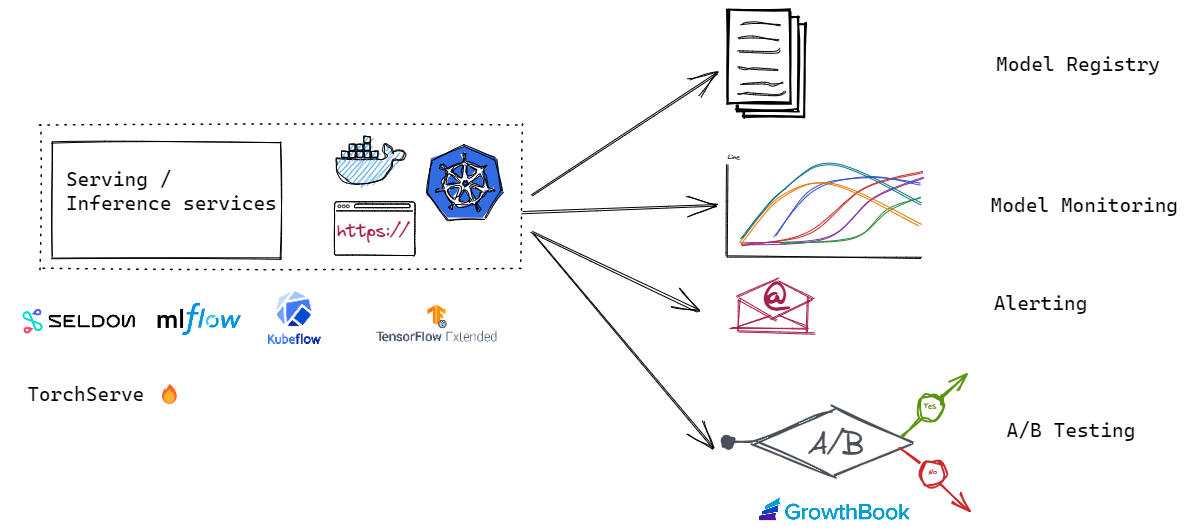 Model Registry
Serving /
Inference services
https://
Line
Model Monitoring
@
Alerting
SELDON
mlflow
Kubeflow
TensorFlow Extended
TorchServe
Yes
A/B
A/B Testing
No
GrowthBook